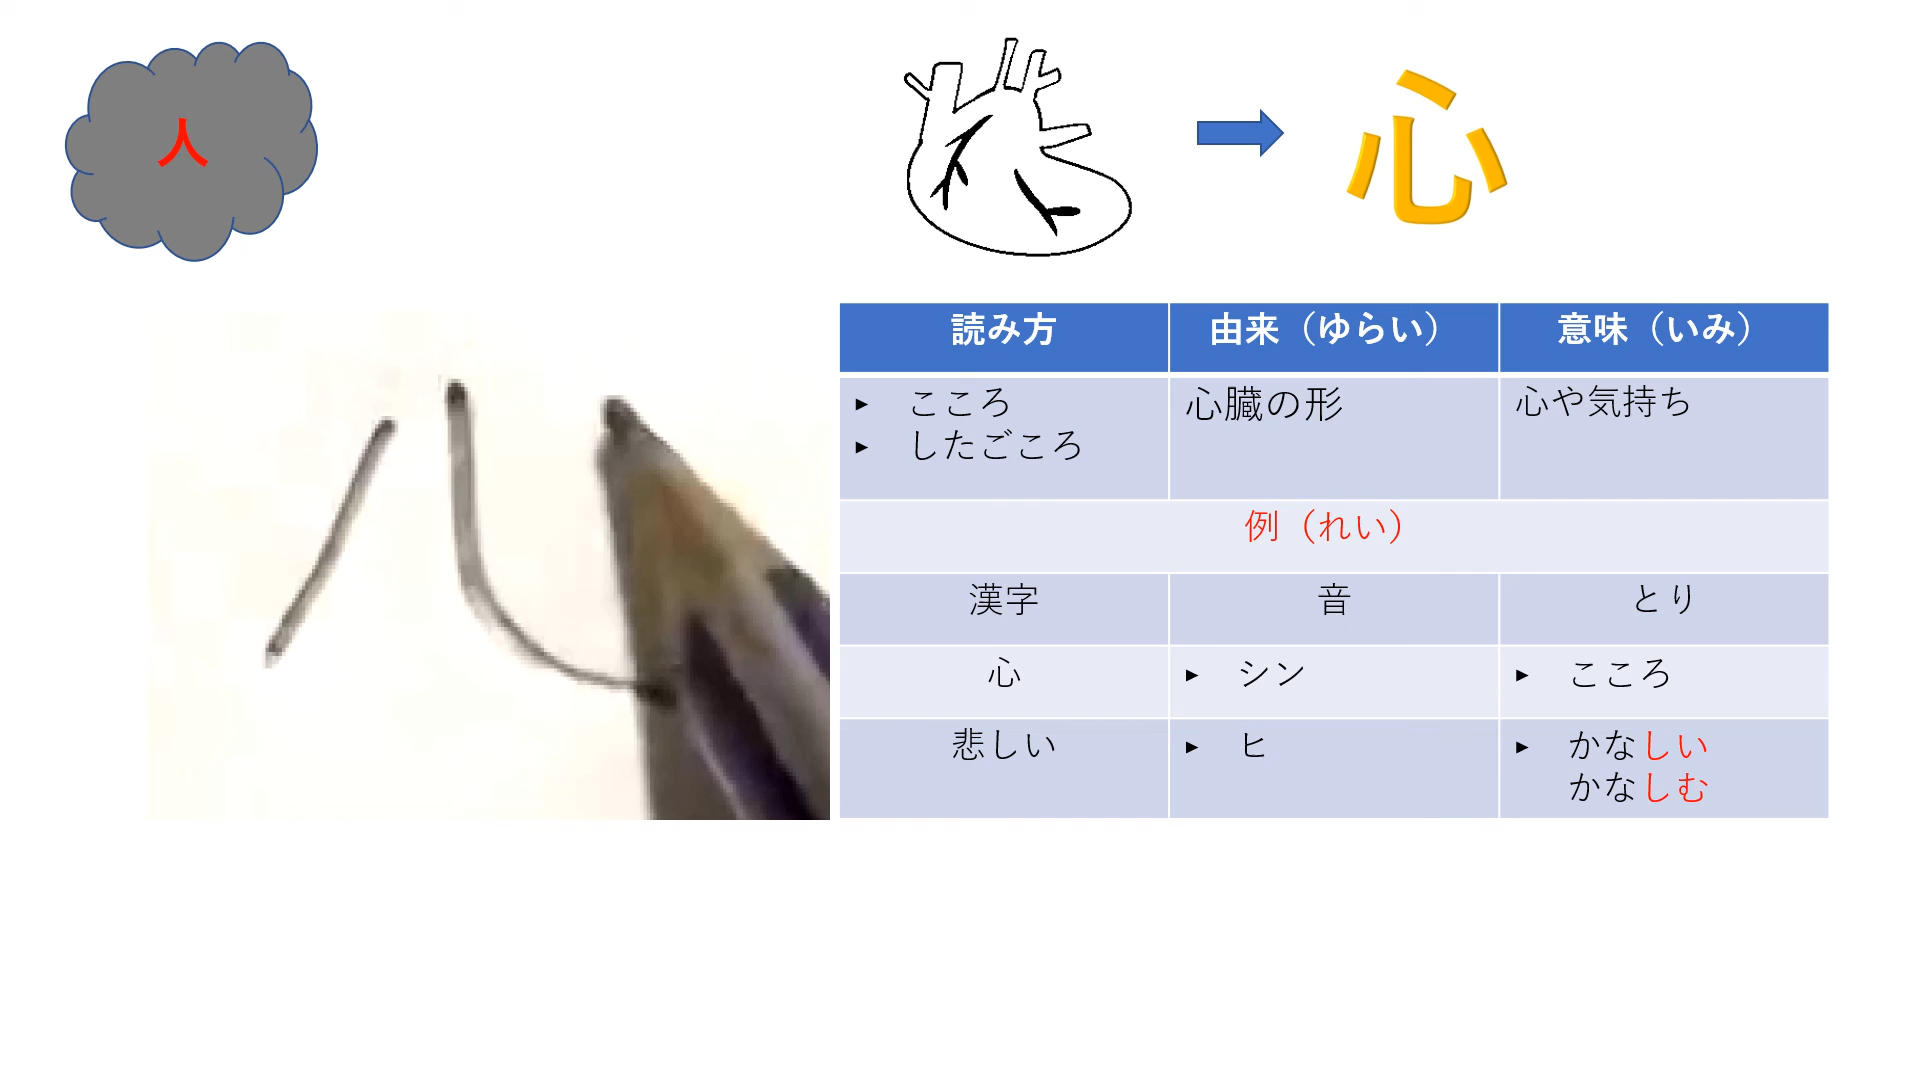 人
心
読み方 由来（ゆらい） 意味（いみ）
▸ こころ
▸ したごころ
心臓の形
心や気持ち
例（れい）
漢字 音 とり
心 ▸ シン ▸ こころ
悲しい ▸ ヒ ▸ かなしい
かなしむ